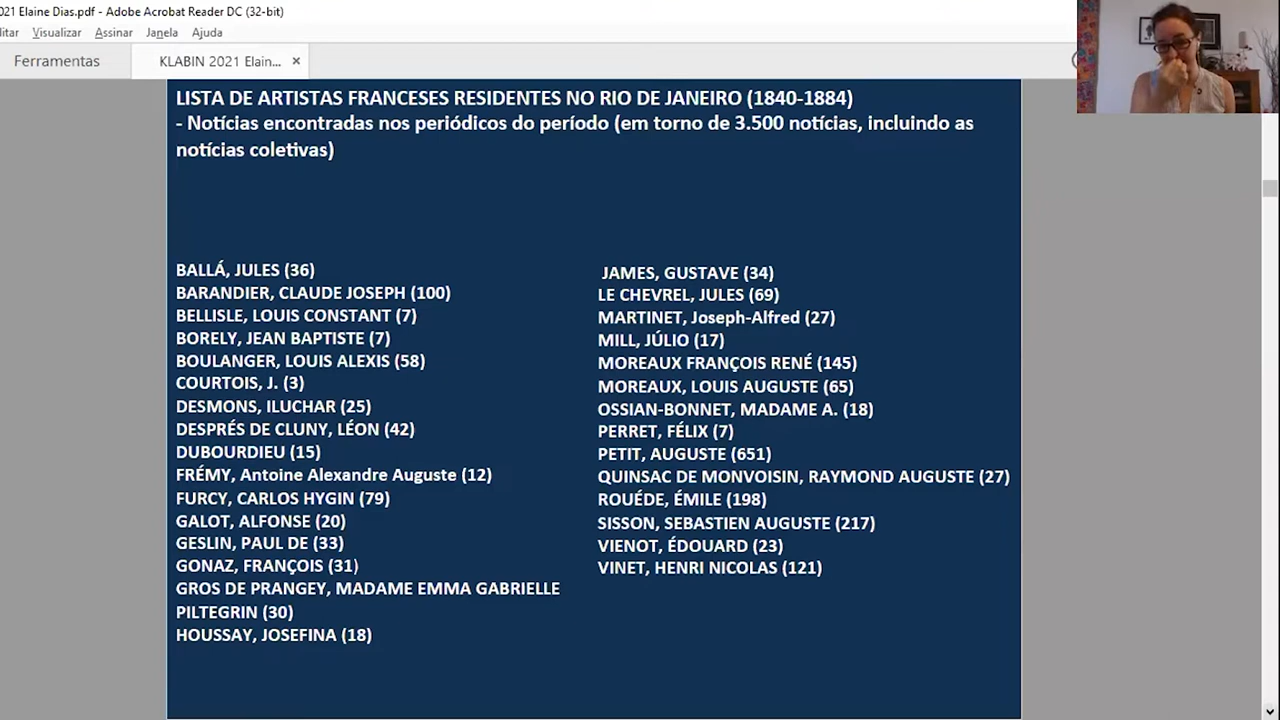 021 Elaine Dias.pdf - Adobe Acrobat Reader DC (32-bit)
itar Visualizar Assinar Janela Ajuda
Ferramentas KLABIN 2021 Elain... ×
LISTA DE ARTISTAS FRANCESES RESIDENTES NO RIO DE JANEIRO (1840-1884)
- Notícias encontradas nos periódicos do período (em torno de 3.500 notícias, incluindo as
notícias coletivas)
BALLÁ, JULES (36)
BARANDIER, CLAUDE JOSEPH (100)
BELLISLE, LOUIS CONSTANT (7)
BORELY, JEAN BAPTISTE (7)
BOULANGER, LOUIS ALEXIS (58)
COURTOIS, J. (3)
DESMONS, ILUCHAR (25)
DESPRÉS DE CLUNY, LÉON (42)
DUBOURDIEU (15)
FRÉMY, Antoine Alexandre Auguste (12)
FURCY, CARLOS HYGIN (79)
GALOT, ALFONSE (20)
GESLIN, PAUL DE (33)
GONAZ, FRANÇOIS (31)
GROS DE PRANGEY, MADAME EMMA GABRIELLE
PILTEGRIN (30)
HOUSSAY, JOSEFINA (18)
JAMES, GUSTAVE (34)
LE CHEVREL, JULES (69)
MARTINET, Joseph-Alfred (27)
MILL, JÚLIO (17)
MOREAUX FRANÇOIS RENÉ (145)
MOREAUX, LOUIS AUGUSTE (65)
OSSIAN-BONNET, MADAME A. (18)
PERRET, FÉLIX (7)
PETIT, AUGUSTE (651)
QUINSAC DE MONVOISIN, RAYMOND AUGUSTE (27)
ROUÉDE, ÉMILE (198)
SISSON, SEBASTIEN AUGUSTE (217)
VIENOT, ÉDOUARD (23)
VINET, HENRI NICOLAS (121)